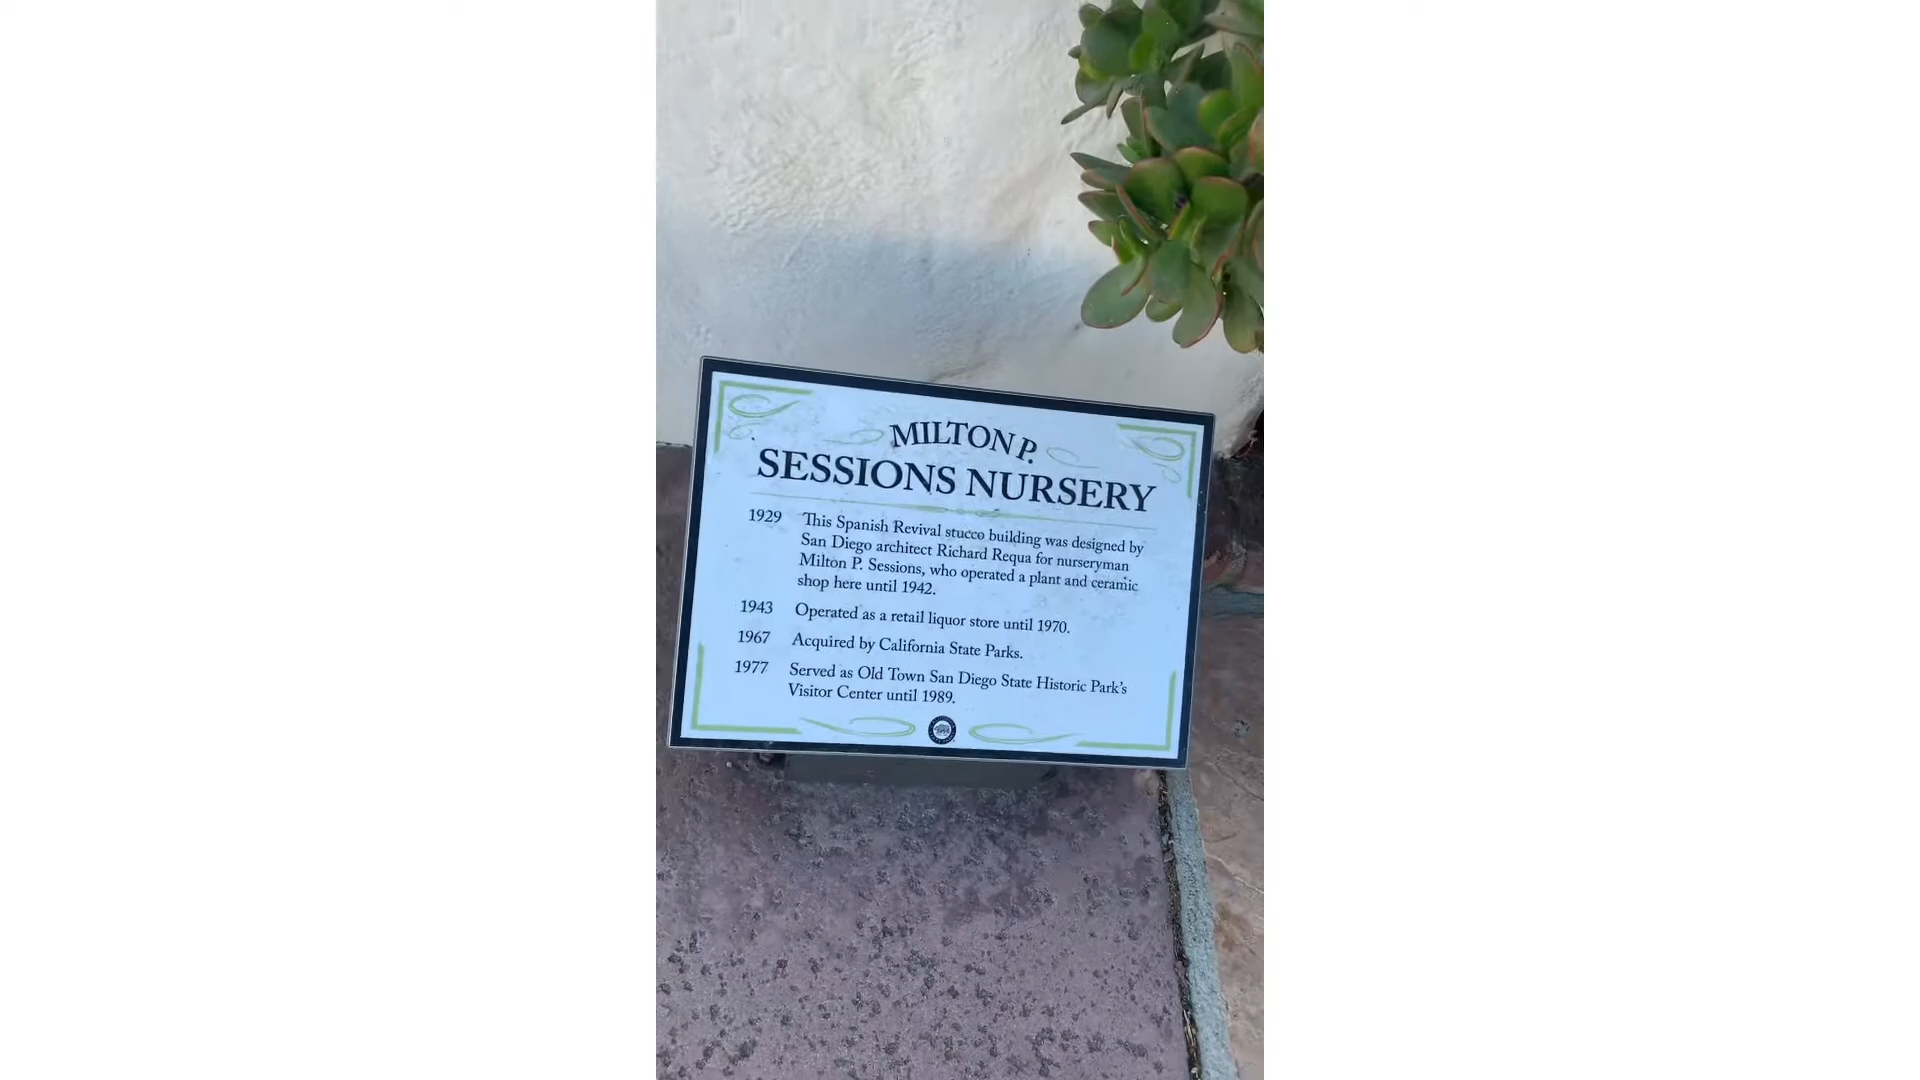 MILTON P.
SESSIONS NURSERY
1929 This Spanish Revival stucco building was designed by
San Diego architect Richard Requa for nurseryman
Milton P. Sessions, who operated a plant and ceramic
shop here until 1942.
1943 Operated as a retail liquor store until 1970.
1967 Acquired by California State Parks.
1977 Served as Old Town San Diego State Historic Park's
Visitor Center until 1989.